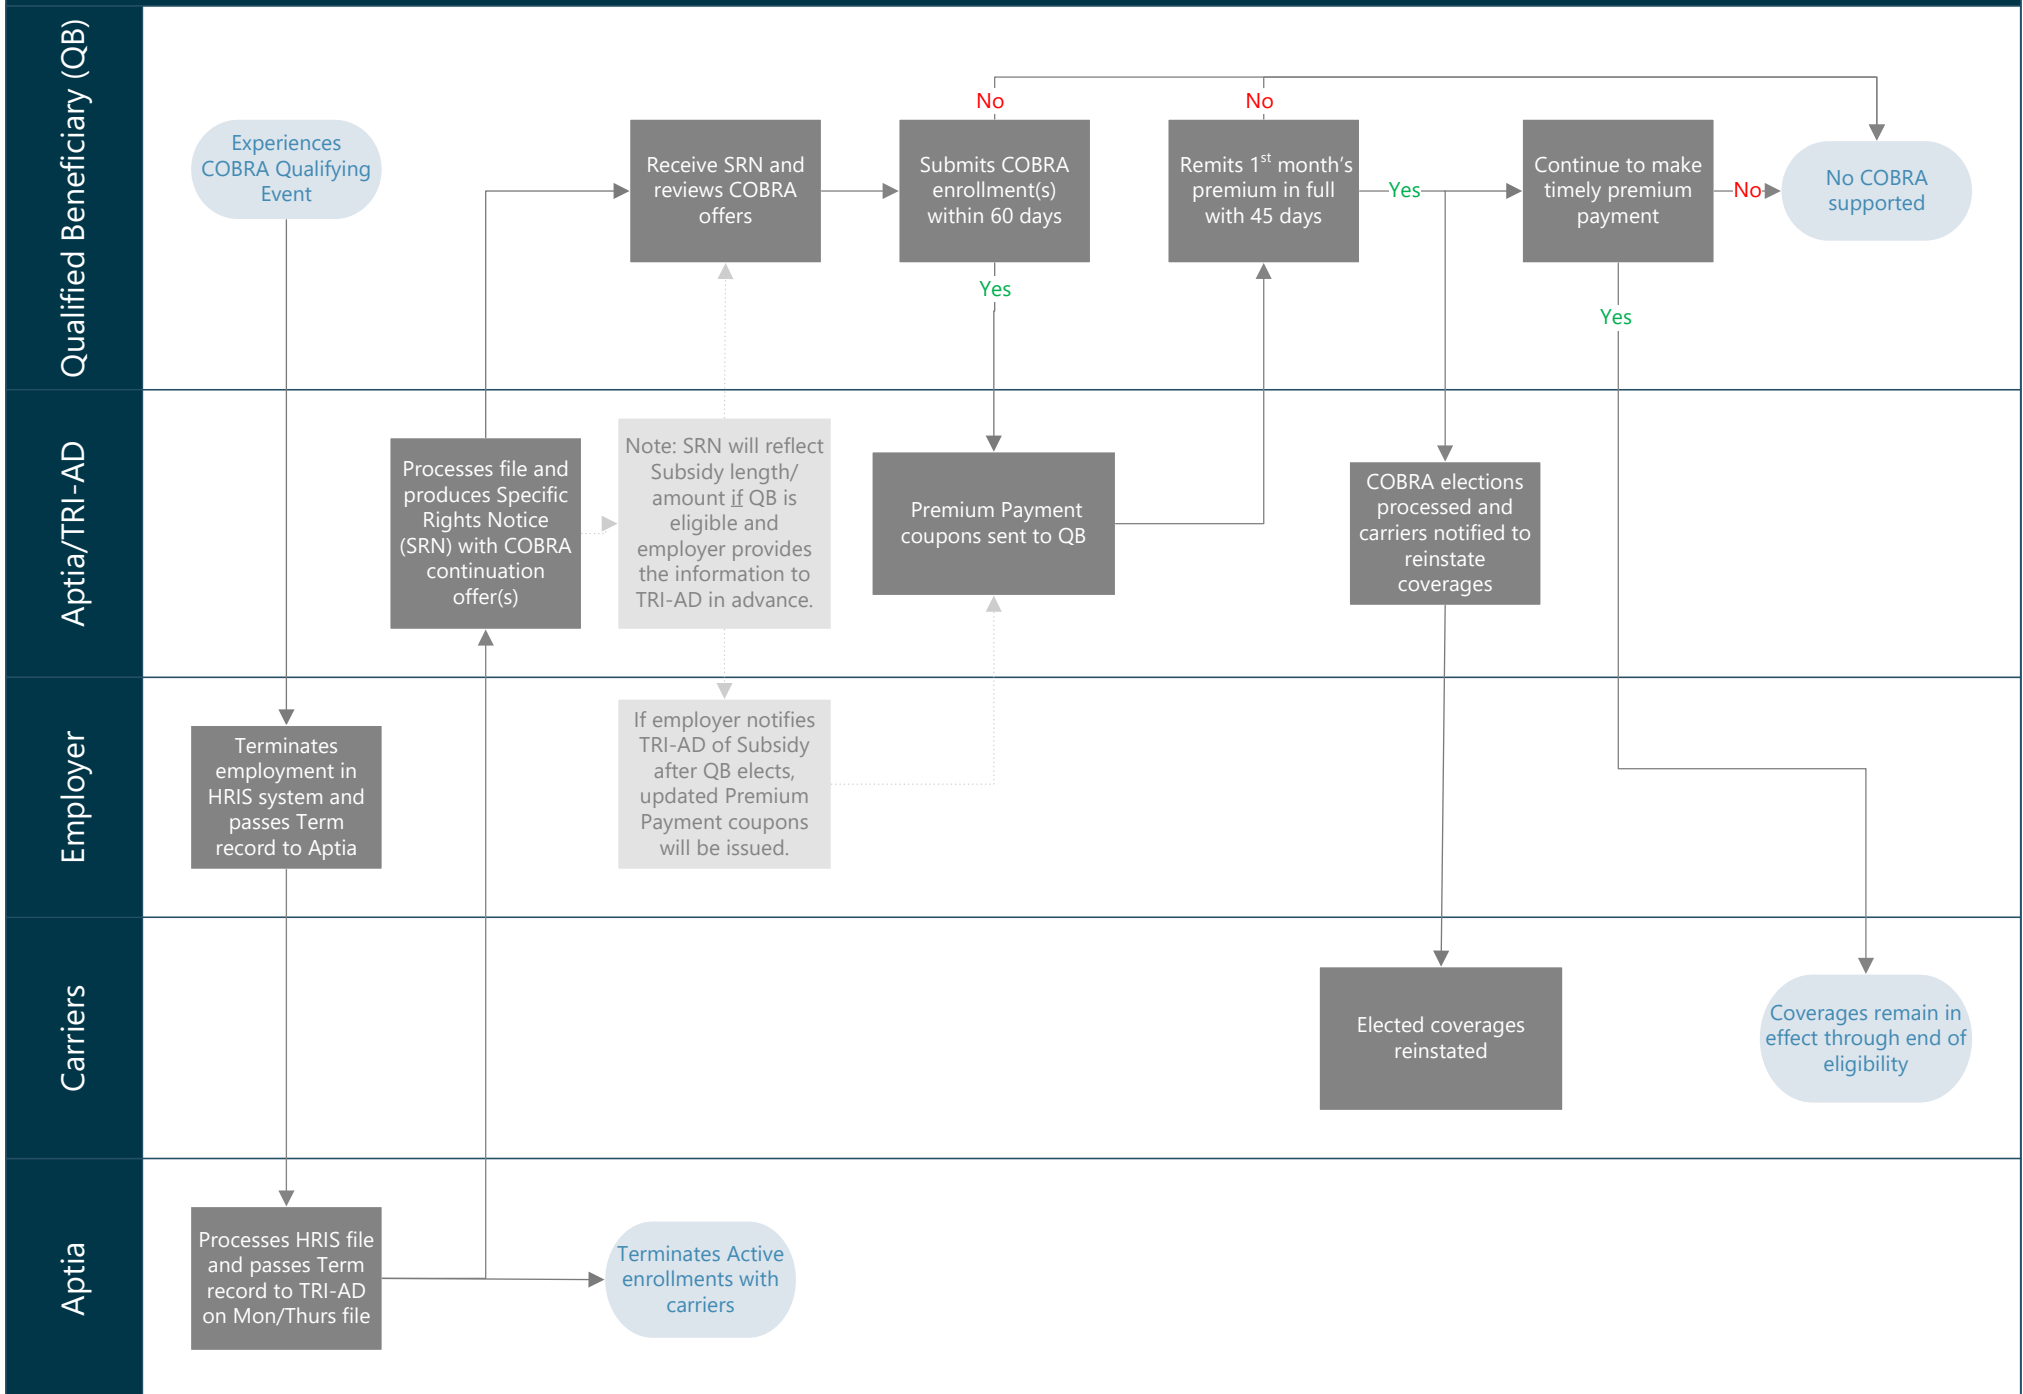 Qualified Beneficiary (QB)
Experiences
COBRA Qualifying
Event
Receive SRN and
reviews COBRA
offers
No
Submits COBRA
enrollment(s)
within 60 days
Yes
No
Remits 1st month's
premium in full
with 45 days
Yes
Continue to make
timely premium
payment
No
Yes
No COBRA
supported
Aptia/TRI-AD
Processes file and
produces Specific
Rights Notice
(SRN) with COBRA
continuation
offer(s)
Note: SRN will reflect
Subsidy length/
amount if QB is
eligible and
employer provides
the information to
TRI-AD in advance.
Premium Payment
coupons sent to QB
COBRA elections
processed and
carriers notified to
reinstate
coverages
Employer
Terminates
employment in
HRIS system and
passes Term
record to Aptia
If employer notifies
TRI-AD of Subsidy
after QB elects,
updated Premium
Payment coupons
will be issued.
Carriers
Elected coverages
reinstated
Coverages remain in
effect through end of
eligibility
Aptia
Processes HRIS file
and passes Term
record to TRI-AD
on Mon/Thurs file
Terminates Active
enrollments with
carriers